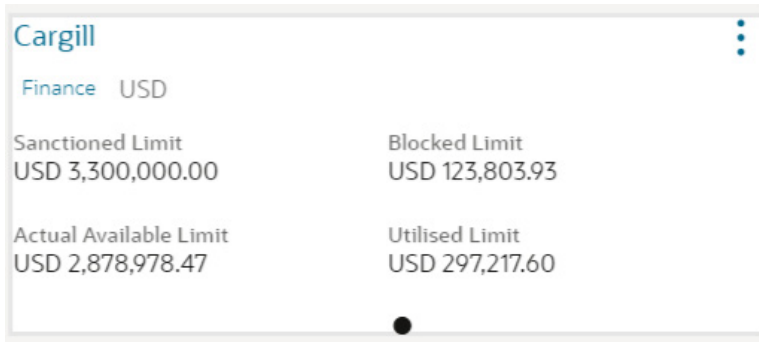 Cargill
Finance USD
Sanctioned Limit Blocked Limit
USD 3,300,000.00 USD 123,803.93
Actual Available Limit Utilised Limit
USD 2,878,978.47 USD 297,217.60